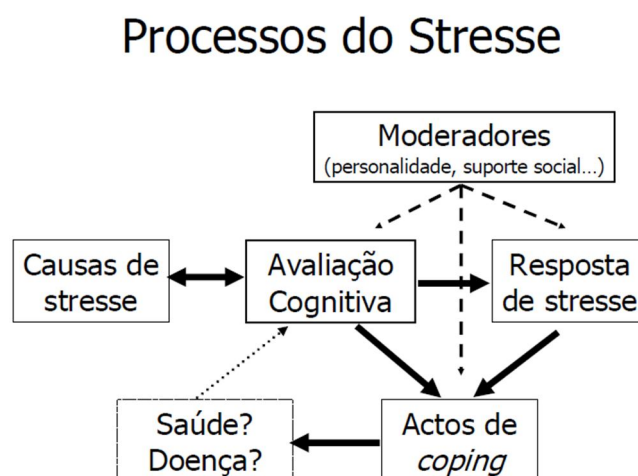 Processos do Stresse
Moderadores
(personalidade, suporte social...)
Causas de
stresse
Avaliação
Cognitiva
Resposta
de stresse
Saúde?
Doença?
Actos de
coping